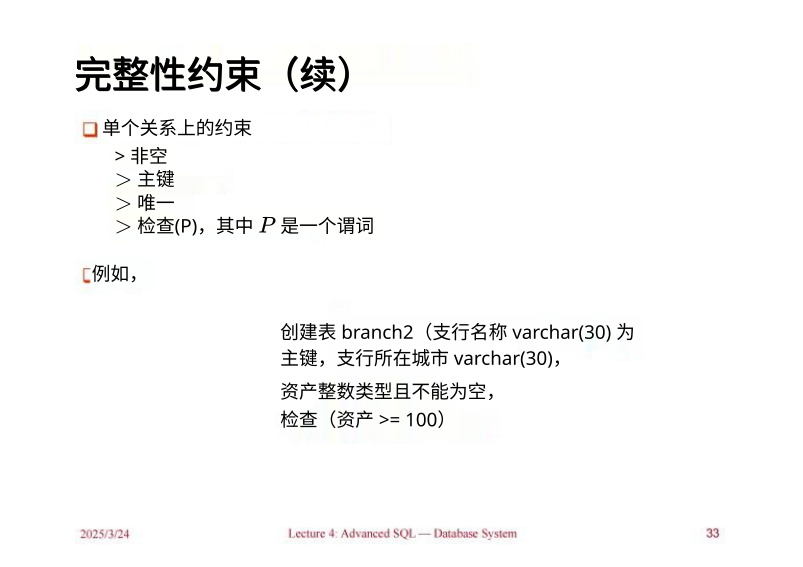 完整性约束（续）
单个关系上的约束
> 非空
> 主键
> 唯一
> 检查(P)，其中 P 是一个谓词
例如，
创建表 branch2（支行名称 varchar(30) 为
主键，支行所在城市 varchar(30)，
资产整数类型且不能为空，
检查（资产 >= 100）
2025/3/24
Lecture 4: Advanced SQL — Database System
33